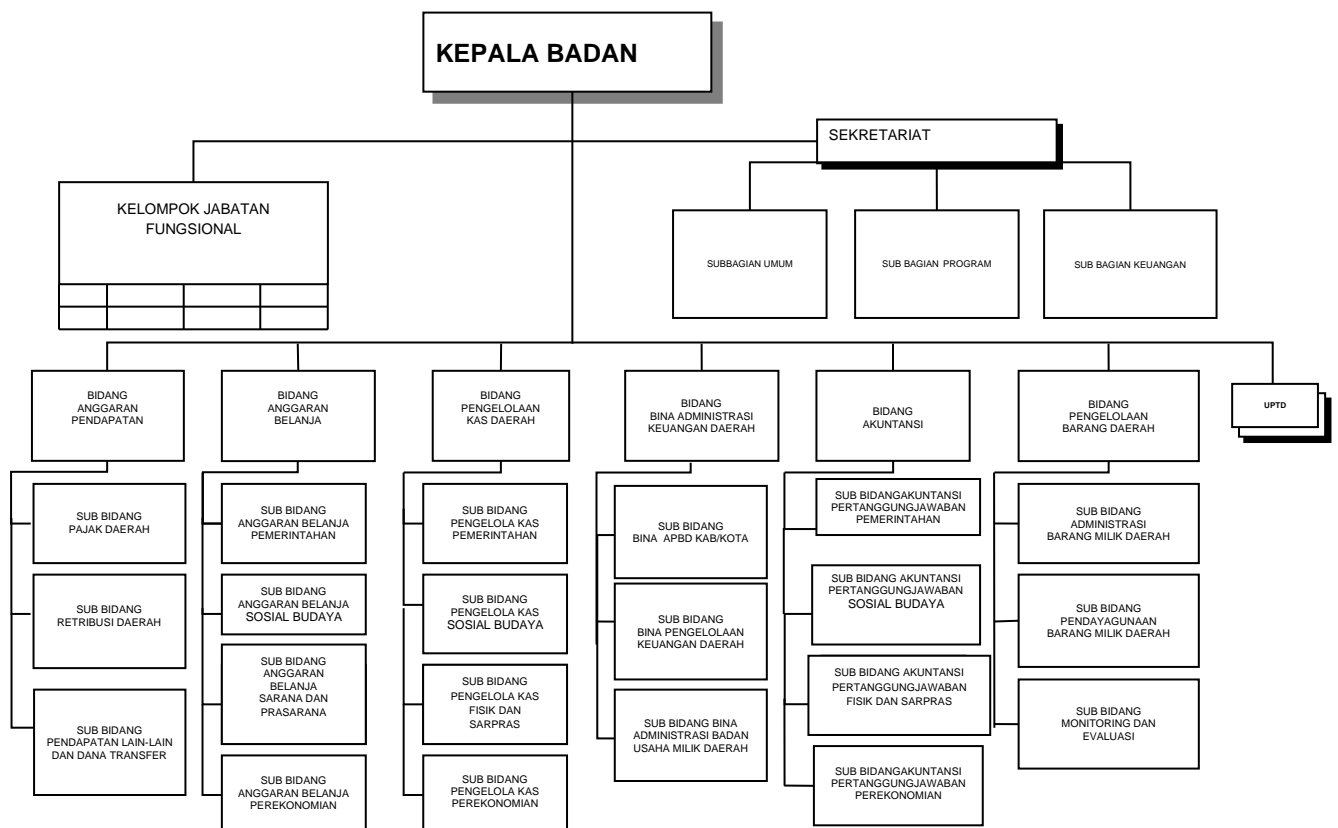 KEPALA BADAN
SEKRETARIAT
KELOMPOK JABATAN
FUNGSIONAL
SUBBAGIAN UMUM
SUB BAGIAN PROGRAM
SUB BAGIAN KEUANGAN
BIDANG
ANGGARAN
PENDAPATAN
BIDANG
ANGGARAN
BELANJA
BIDANG
PENGELOLAAN
KAS DAERAH
BIDANG
BINA ADMINISTRASI
KEUANGAN DAERAH
BIDANG
AKUNTANSI
BIDANG
PENGELOLAAN
BARANG DAERAH
UPTD
SUB BIDANG
PAJAK DAERAH
SUB BIDANG
RETRIBUSI DAERAH
SUB BIDANG
PENDAPATAN LAIN-LAIN
DAN DANA TRANSFER
SUB BIDANG
ANGGARAN BELANJA
PEMERINTAHAN
SUB BIDANG
ANGGARAN BELANJA
SOSIAL BUDAYA
SUB BIDANG
ANGGARAN
BELANJA
SARANA DAN
PRASARANA
SUB BIDANG
ANGGARAN BELANJA
PEREKONOMIAN
SUB BIDANG
PENGELOLA KAS
PEMERINTAHAN
SUB BIDANG
PENGELOLA KAS
SOSIAL BUDAYA
SUB BIDANG
PENGELOLA KAS
FISIK DAN
SARPRAS
SUB BIDANG
PENGELOLA KAS
PEREKONOMIAN
SUB BIDANG
BINA APBD KAB/KOTA
SUB BIDANG
BINA PENGELOLAAN
KEUANGAN DAERAH
SUB BIDANG BINA
ADMINISTRASI BADAN
USAHA MILIK DAERAH
SUB BIDANGAKUNTANSI
PERTANGGUNGJAWABAN
PEMERINTAHAN
SUB BIDANG AKUNTANSI
PERTANGGUNGJAWABAN
SOSIAL BUDAYA
SUB BIDANG AKUNTANSI
PERTANGGUNGJAWABAN
FISIK DAN SARPRAS
SUB BIDANGAKUNTANSI
PERTANGGUNGJAWABAN
PEREKONOMIAN
SUB BIDANG
ADMINISTRASI
BARANG MILIK DAERAH
SUB BIDANG
PENDAYAGUNAAN
BARANG MILIK DAERAH
SUB BIDANG
MONITORING DAN
EVALUASI